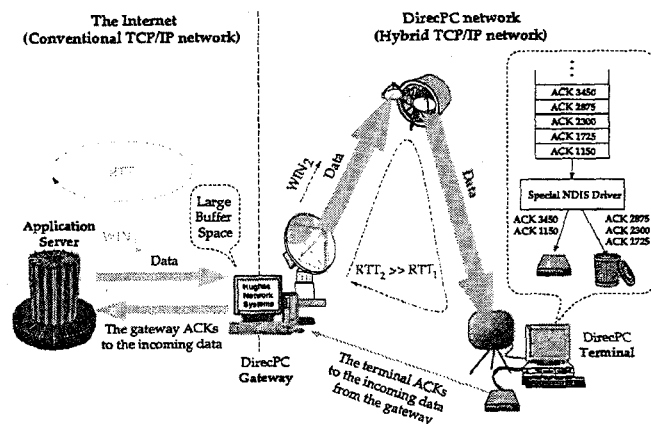 The Internet
(Conventional TCP/IP network)
DirecPC network
(Hybrid TCP/IP network)
ACK 3450
ACK 2875
ACK 2300
ACK 1725
ACK 1150
Special NDIS Driver
ACK 3450
ACK 1150
ACK 2875
ACK 2300
ACK 1725
WIN2
Data
Data
Large
Buffer
Space
Application
Server
Data
RTT2 >> RTT1
Hughes
Network
Systems
The gateway ACKs
to the incoming data
DirecPC
Gateway
The terminal ACKs
to the incoming data
from the gateway
DirecPC
Terminal